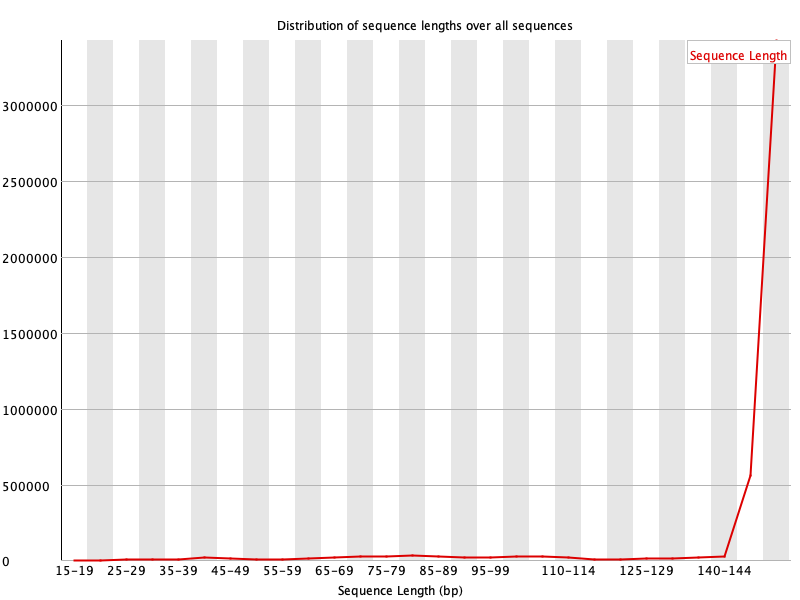 Distribution of sequence lengths over all sequences
Sequence Length
3000000
2500000
2000000
1500000
1000000
500000
0
15-19 25-29 35-39 45-49 55-59 65-69 75-79 85-89 95-99 110-114 125-129 140-144
Sequence Length (bp)